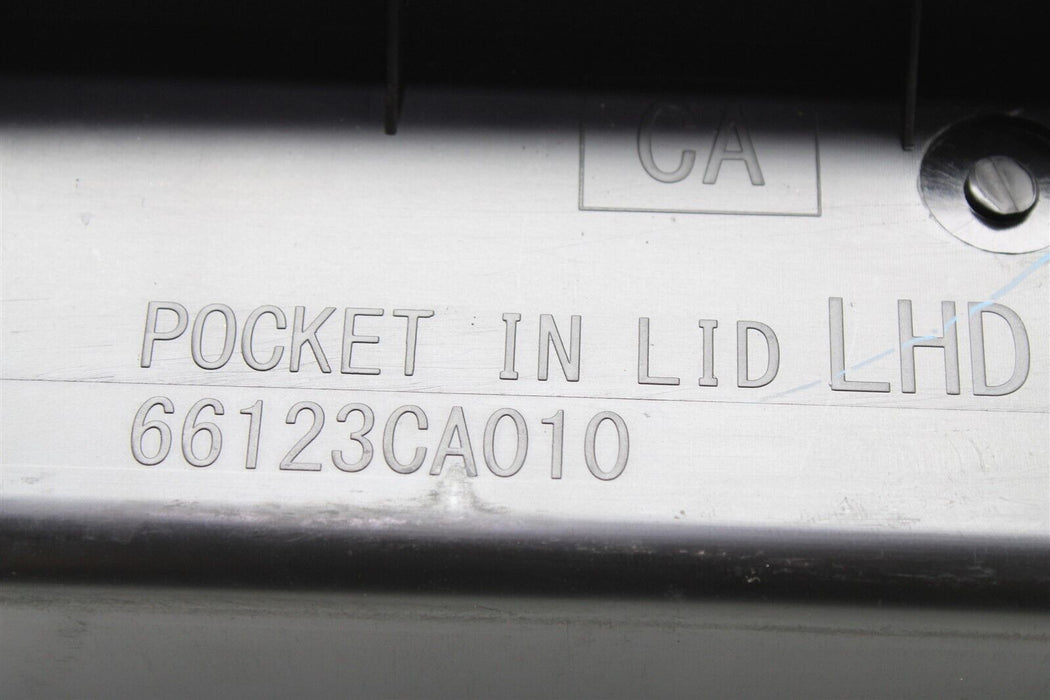 CA
POCKET IN LID LHD
66123CA010